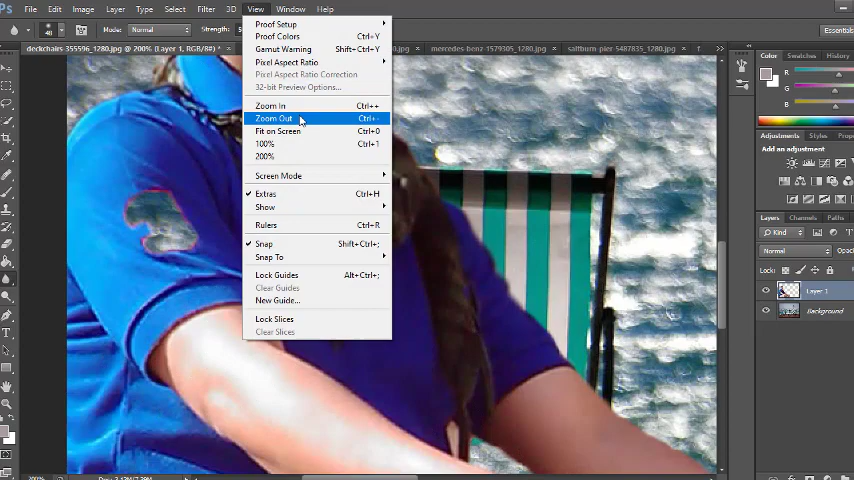 File Edit Image Layer Type Select Filter 3D View Window Help
48 Mode: Normal Strength: Essentials
deckchairs-355596_1280.jpg @ 200% (Layer 1, RGB/8#) * mercedes-benz-1579305_1280.jpg saltburn-pier-5487835_1280.jpg
Proof Setup
Proof Colors Ctrl+Y
Gamut Warning Shift+Ctrl+Y
Pixel Aspect Ratio
Pixel Aspect Ratio Correction
32-bit Preview Options...
Zoom In Ctrl++
Zoom Out Ctrl+-
Fit on Screen Ctrl+0
100% Ctrl+1
200%
Screen Mode
Extras Ctrl+H
Show
Rulers Ctrl+R
Snap Shift+Ctrl+;
Snap To
Lock Guides Alt+Ctrl+;
Clear Guides
New Guide...
Lock Slices
Clear Slices
Color Swatches Styles
R
G
B
Adjustments Styles
Add an adjustment
Layers Channels Paths
Kind
Normal
Lock:
Layer 1
Background